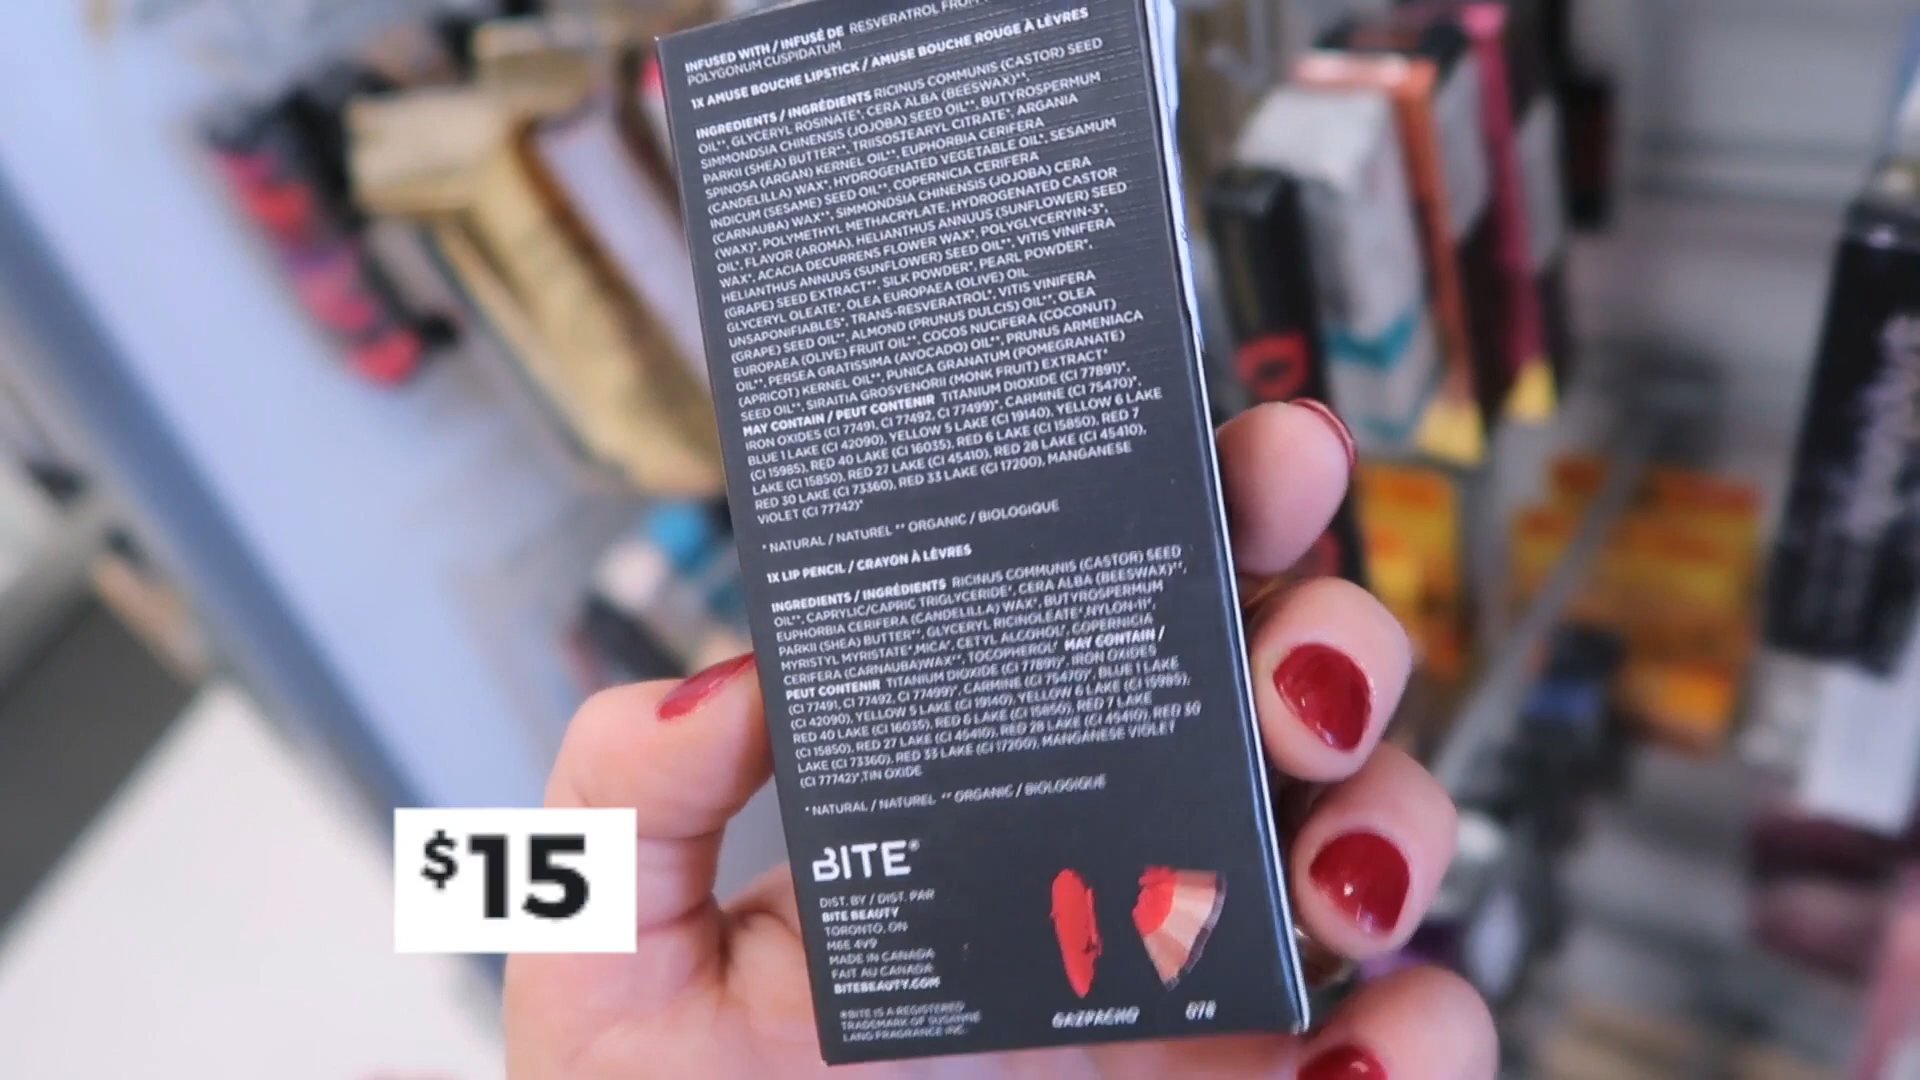 INFUSED WITH / INFUSÉ DE RESVERATROL FROM
POLYGONUM CUSPIDATUM
1X AMUSE BOUCHE LIPSTICK / AMUSE BOUCHE ROUGE À LÈVRES
INGREDIENTS / INGRÉDIENTS RICINUS COMMUNIS (CASTOR) SEED
OIL**, GLYCERYL ROSINATE*, CERA ALBA (BEESWAX)**,
SIMMONDSIA CHINENSIS (JOJOBA) SEED OIL**, BUTYROSPERMUM
PARKII (SHEA) BUTTER**, TRIISOSTEARYL CITRATE*, ARGANIA
SPINOSA (ARGAN) KERNEL OIL**, EUPHORBIA CERIFERA
(CANDELILLA) WAX*, HYDROGENATED VEGETABLE OIL*, SESAMUM
INDICUM (SESAME) SEED OIL**, COPERNICIA CERIFERA
(CARNAUBA) WAX**, SIMMONDSIA CHINENSIS (JOJOBA) CERA
(WAX)*, POLYMETHYL METHACRYLATE, HYDROGENATED CASTOR
OIL*, FLAVOR (AROMA), HELIANTHUS ANNUUS (SUNFLOWER) SEED
WAX*, ACACIA DECURRENS FLOWER WAX*, POLYGLYCERYIN-3*,
HELIANTHUS ANNUUS (SUNFLOWER) SEED OIL**, VITIS VINIFERA
(GRAPE) SEED EXTRACT**, SILK POWDER*, PEARL POWDER*,
GLYCERYL OLEATE*, OLEA EUROPAEA (OLIVE) OIL
UNSAPONIFIABLES*, TRANS-RESVERATROL*, VITIS VINIFERA
(GRAPE) SEED OIL**, ALMOND (PRUNUS DULCIS) OIL**, OLEA
EUROPAEA (OLIVE) FRUIT OIL**, COCOS NUCIFERA (COCONUT)
OIL**, PERSEA GRATISSIMA (AVOCADO) OIL**, PRUNUS ARMENIACA
(APRICOT) KERNEL OIL**, PUNICA GRANATUM (POMEGRANATE)
SEED OIL**, SIRAITIA GROSVENORII (MONK FRUIT) EXTRACT*
MAY CONTAIN / PEUT CONTENIR TITANIUM DIOXIDE (CI 77891)*,
IRON OXIDES (CI 77491, CI 77492, CI 77499)*, CARMINE (CI 75470)*,
BLUE 1 LAKE (CI 42090), YELLOW 5 LAKE (CI 19140), YELLOW 6 LAKE
(CI 15985), RED 40 LAKE (CI 16035), RED 6 LAKE (CI 15850), RED 7
LAKE (CI 15850), RED 27 LAKE (CI 45410), RED 28 LAKE (CI 45410),
RED 30 LAKE (CI 73360), RED 33 LAKE (CI 17200), MANGANESE
VIOLET (CI 77742)*
* NATURAL / NATUREL ** ORGANIC / BIOLOGIQUE
1X LIP PENCIL / CRAYON À LÈVRES
INGREDIENTS / INGRÉDIENTS RICINUS COMMUNIS (CASTOR) SEED
OIL**, CAPRYLIC/CAPRIC TRIGLYCERIDE*, CERA ALBA (BEESWAX)**,
EUPHORBIA CERIFERA (CANDELILLA) WAX*, BUTYROSPERMUM
PARKII (SHEA) BUTTER**, GLYCERYL RICINOLEATE*,NYLON-11*,
MYRISTYL MYRISTATE*,MICA*, CETYL ALCOHOL*, COPERNICIA
CERIFERA (CARNAUBA)WAX**, TOCOPHEROL* MAY CONTAIN /
PEUT CONTENIR TITANIUM DIOXIDE (CI 77891)*, IRON OXIDES
(CI 77491, CI 77492, CI 77499)*, CARMINE (CI 75470)*, BLUE 1 LAKE
(CI 42090), YELLOW 5 LAKE (CI 19140), YELLOW 6 LAKE (CI 15985),
RED 40 LAKE (CI 16035), RED 6 LAKE (CI 15850), RED 7 LAKE
(CI 15850), RED 27 LAKE (CI 45410), RED 28 LAKE (CI 45410), RED 30
LAKE (CI 73360), RED 33 LAKE (CI 17200), MANGANESE VIOLET
(CI 77742)*,TIN OXIDE
* NATURAL / NATUREL ** ORGANIC / BIOLOGIQUE
$15
BITE®
DIST. BY / DIST. PAR
BITE BEAUTY
TORONTO, ON
M6E 4V9
MADE IN CANADA
FAIT AU CANADA
BITEBEAUTY.COM
*BITE IS A REGISTERED
TRADEMARK OF SUSANNE
LANG FRAGRANCE INC.
GAZPACHO 078